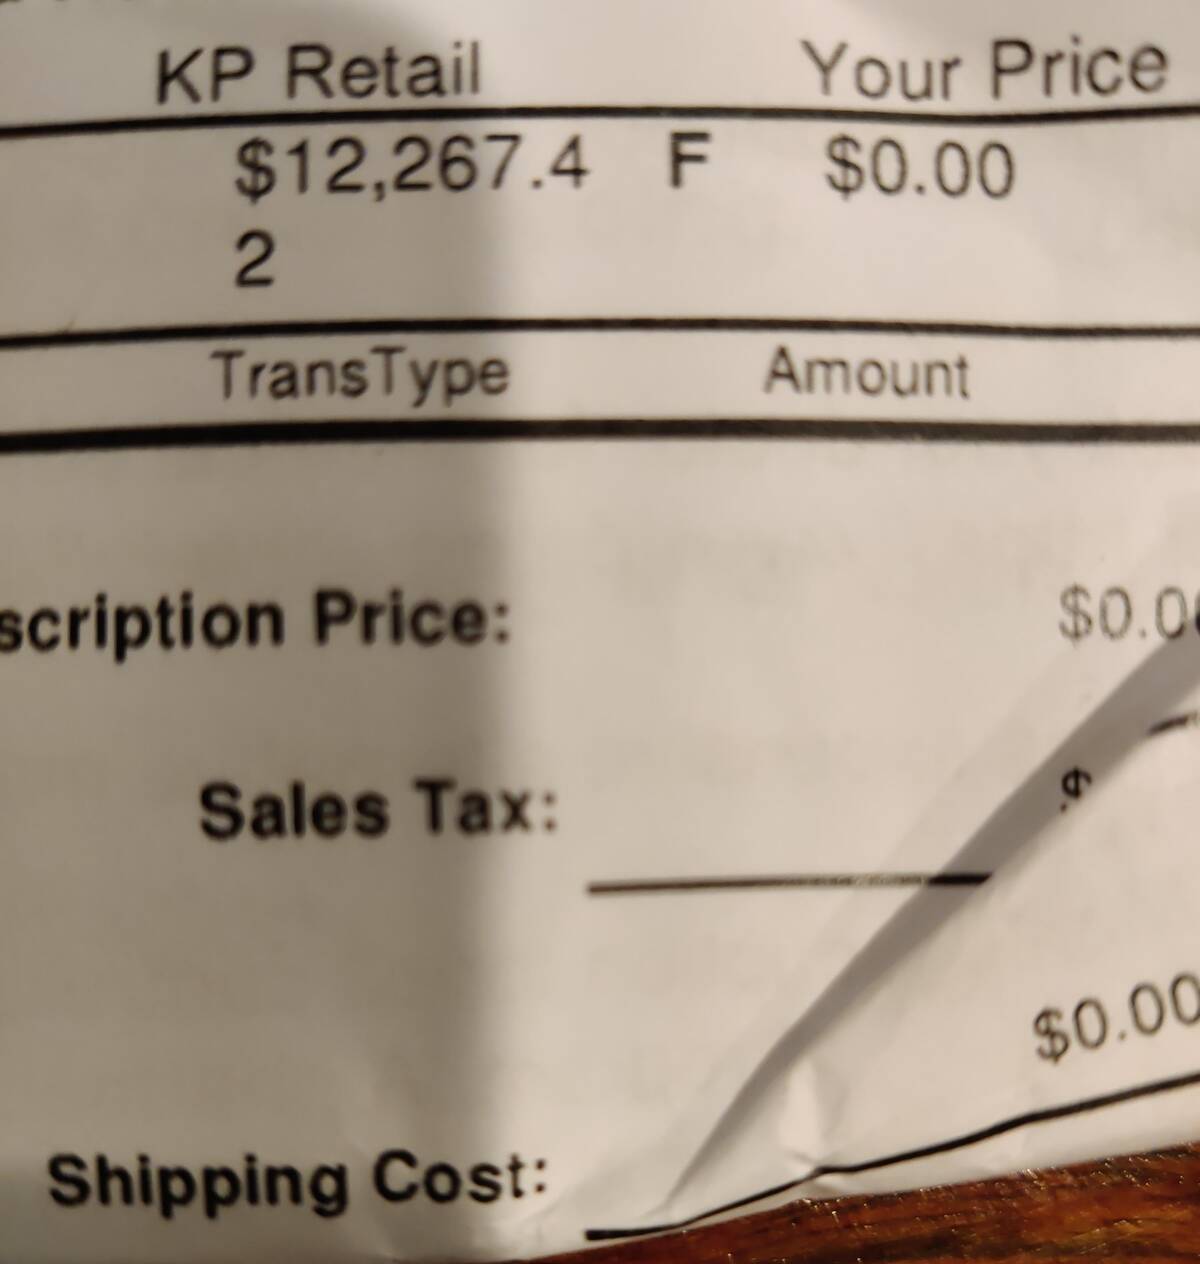 KP Retail Your Price
$12,267.4 F $0.00
2
TransType Amount
scription Price: $0.0
Sales Tax: $
$0.00
Shipping Cost: